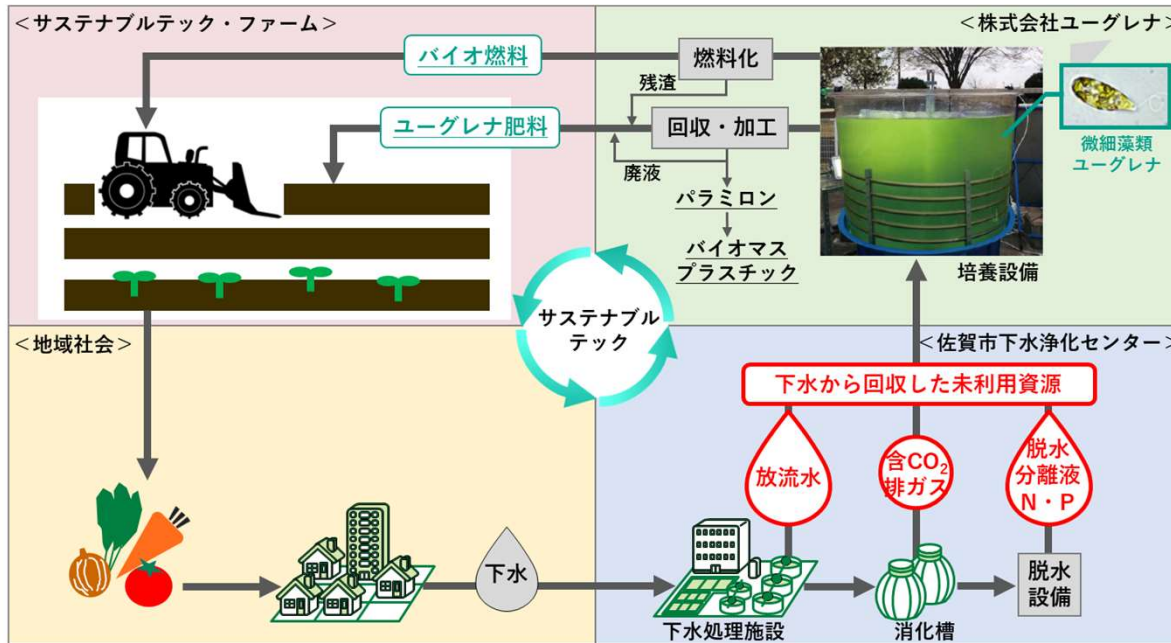 ＜サステナブルテック・ファーム＞
バイオ燃料
ユーグレナ肥料
＜株式会社ユーグレナ＞
燃料化
残渣
回収・加工
廃液
パラミロン
バイオマス
プラスチック
微細藻類
ユーグレナ
培養設備
サステナブル
テック
＜地域社会＞
下水
＜佐賀市下水浄化センター＞
下水から回収した未利用資源
放流水
含CO₂
排ガス
脱水
分離液
N・P
下水処理施設
消化槽
脱水
設備